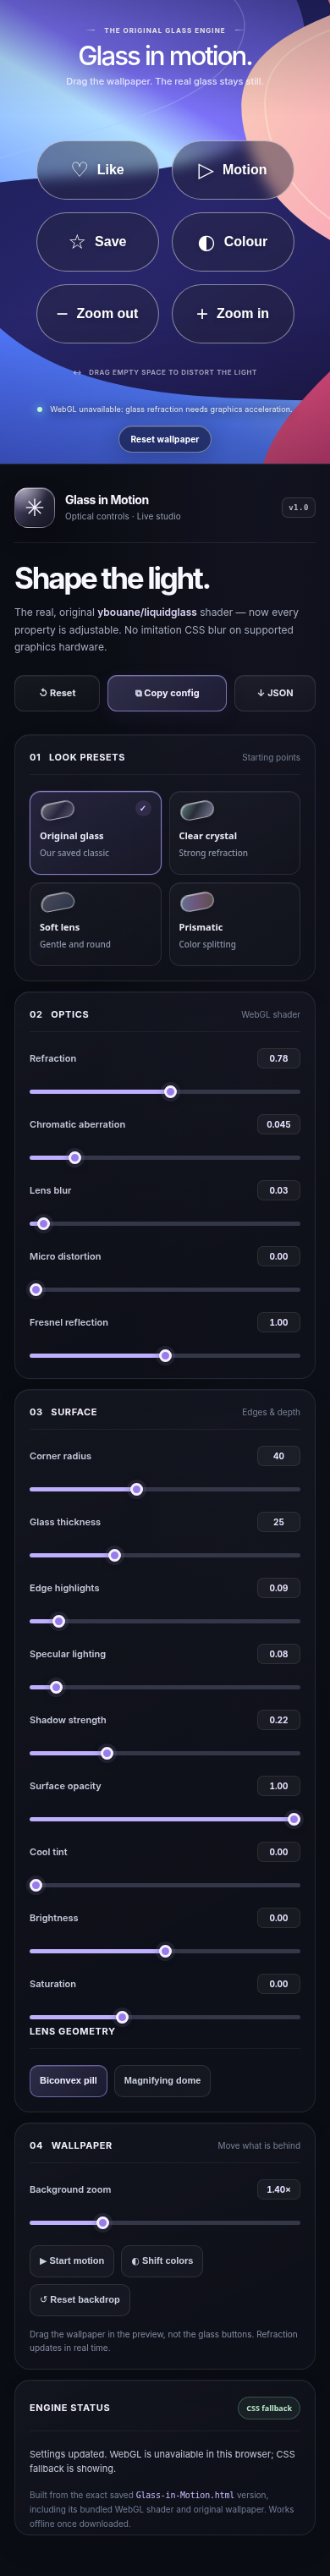 THE ORIGINAL GLASS ENGINE
Glass in motion.
Drag the wallpaper. The real glass stays still.
♡ Like
▷ Motion
☆ Save
◐ Colour
− Zoom out
+ Zoom in
↔ DRAG EMPTY SPACE TO DISTORT THE LIGHT
WebGL unavailable: glass refraction needs graphics acceleration.
Reset wallpaper
Glass in Motion
Optical controls · Live studio
v1.0
Shape the light.
The real, original ybouane/liquidglass shader — now every
property is adjustable. No imitation CSS blur on supported
graphics hardware.
↺ Reset
⧉ Copy config
↓ JSON
01 LOOK PRESETS
Starting points
✓
Original glass
Our saved classic
Clear crystal
Strong refraction
Soft lens
Gentle and round
Prismatic
Color splitting
02 OPTICS
WebGL shader
Refraction
0.78
Chromatic aberration
0.045
Lens blur
0.03
Micro distortion
0.00
Fresnel reflection
1.00
03 SURFACE
Edges & depth
Corner radius
40
Glass thickness
25
Edge highlights
0.09
Specular lighting
0.08
Shadow strength
0.22
Surface opacity
1.00
Cool tint
0.00
Brightness
0.00
Saturation
0.00
LENS GEOMETRY
Biconvex pill
Magnifying dome
04 WALLPAPER
Move what is behind
Background zoom
1.40×
▶ Start motion
◐ Shift colors
↺ Reset backdrop
Drag the wallpaper in the preview, not the glass buttons. Refraction
updates in real time.
ENGINE STATUS
CSS fallback
Settings updated. WebGL is unavailable in this browser; CSS
fallback is showing.
Built from the exact saved Glass-in-Motion.html version,
including its bundled WebGL shader and original wallpaper. Works
offline once downloaded.